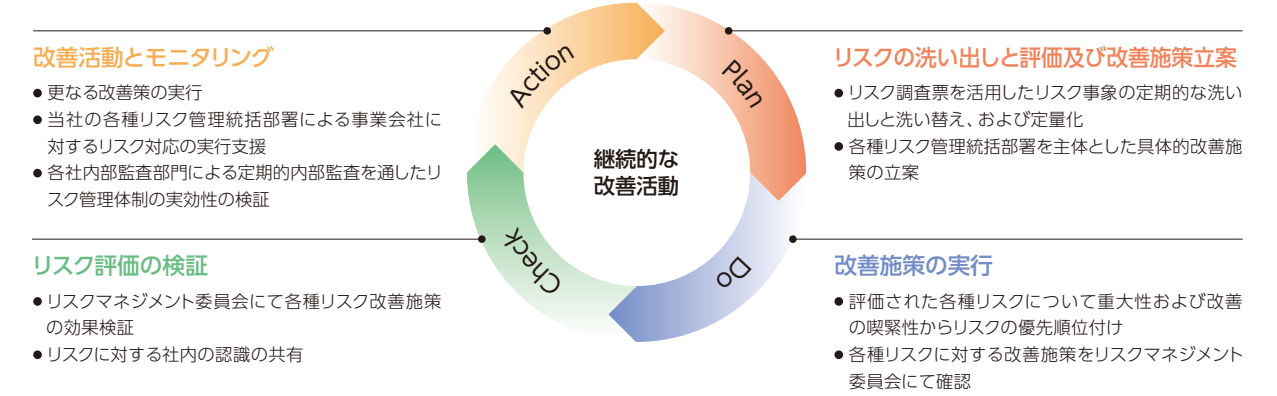 改善活動とモニタリング
● 更なる改善策の実行
● 当社の各種リスク管理統括部署による事業会社に
対するリスク対応の実行支援
● 各社内部監査部門による定期的内部監査を通したリ
スク管理体制の実効性の検証
Action
Plan
リスクの洗い出しと評価及び改善施策立案
● リスク調査票を活用したリスク事象の定期的な洗い
出しと洗い替え、および定量化
● 各種リスク管理統括部署を主体とした具体的改善施
策の立案
継続的な
改善活動
リスク評価の検証
● リスクマネジメント委員会にて各種リスク改善施策
の効果検証
● リスクに対する社内の認識の共有
Check
Do
改善施策の実行
● 評価された各種リスクについて重大性および改善
の喫緊性からリスクの優先順位付け
● 各種リスクに対する改善施策をリスクマネジメント
委員会にて確認